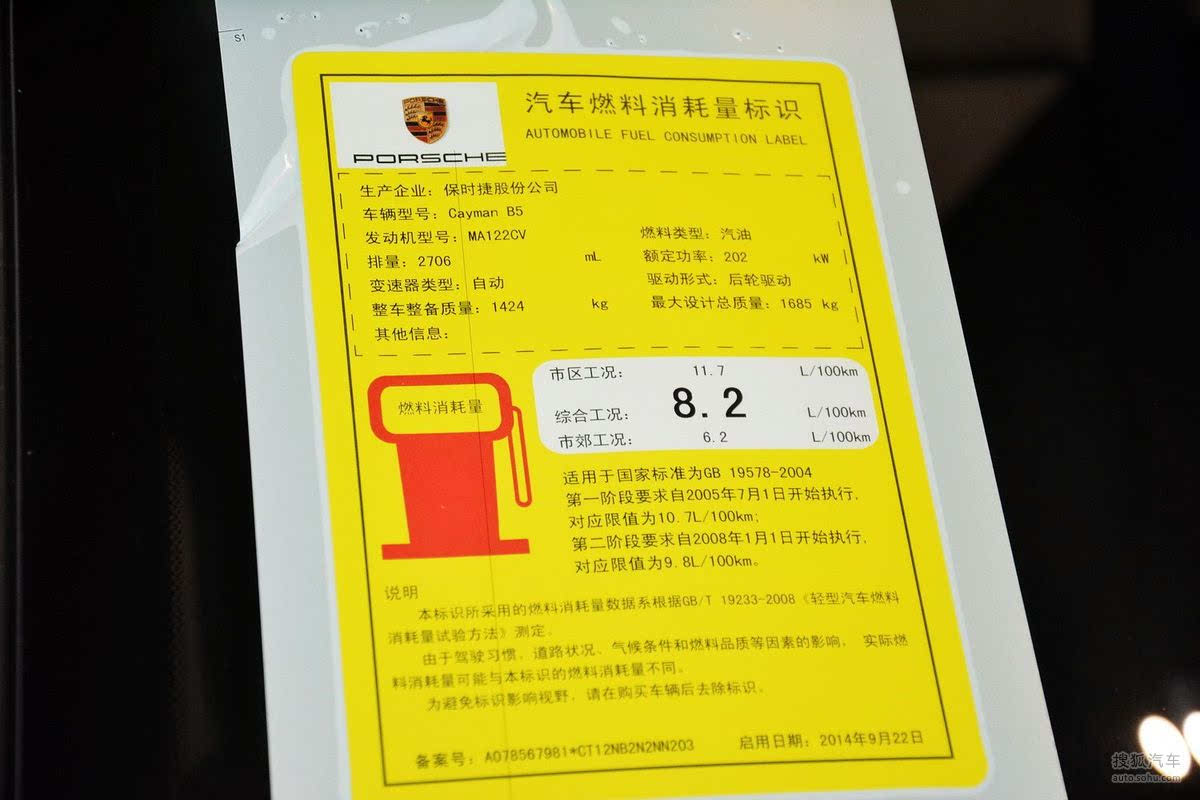 S1
PORSCHE
汽车燃料消耗量标识
AUTOMOBILE FUEL CONSUMPTION LABEL
生产企业：保时捷股份公司
车辆型号：Cayman B5
发动机型号：MA122CV 燃料类型：汽油
排量：2706 mL 额定功率：202 kW
变速器类型：自动 驱动形式：后轮驱动
整车整备质量：1424 kg 最大设计总质量：1685 kg
其他信息：
燃料消耗量
市区工况： 11.7 L/100km
综合工况： 8.2 L/100km
市郊工况： 6.2 L/100km
适用于国家标准为GB 19578-2004
第一阶段要求自2005年7月1日开始执行,
对应限值为10.7L/100km;
第二阶段要求自2008年1月1日开始执行,
对应限值为9.8L/100km。
说明
本标识所采用的燃料消耗量数据系根据GB/T 19233-2008《轻型汽车燃料
消耗量试验方法》测定。
由于驾驶习惯、道路状况、气候条件和燃料品质等因素的影响， 实际燃
料消耗量可能与本标识的燃料消耗量不同。
为避免标识影响视野，请在购买车辆后去除标识。
备案号：A078567981*CT12NB2N2NN203 启用日期：2014年9月22日
搜狐汽车
auto.sohu.com